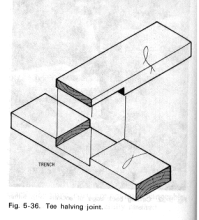 TRENCH
Fig. 5-36. Tee halving joint.